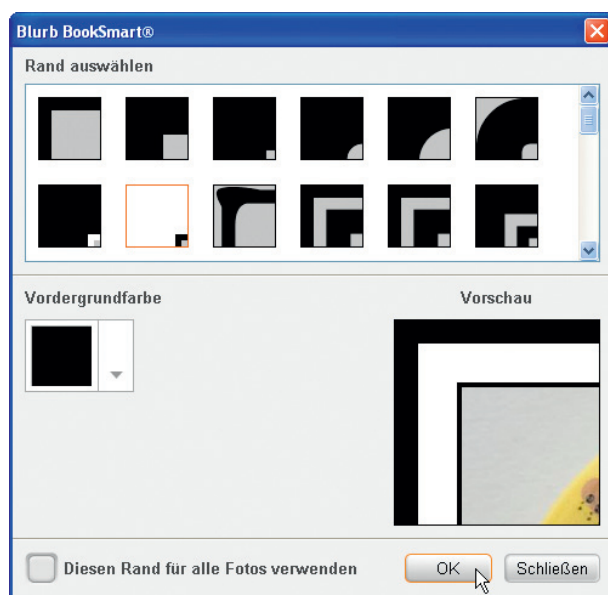 Blurb BookSmart®
Rand auswählen
Vordergrundfarbe
Vorschau
Diesen Rand für alle Fotos verwenden
OK
Schließen